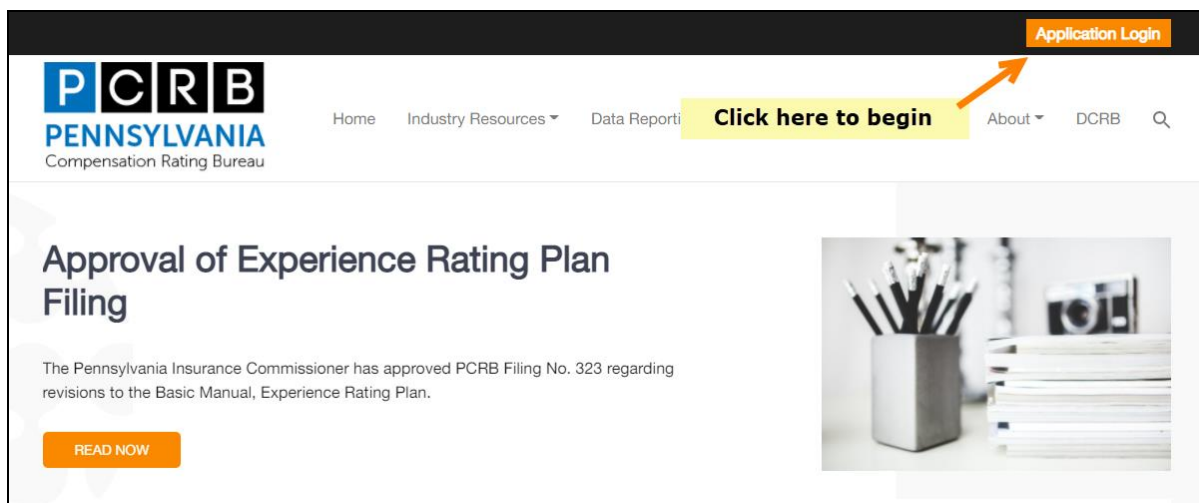 Application Login
PCRB
PENNSYLVANIA
Compensation Rating Bureau
Home Industry Resources Data Reporti Click here to begin About DCRB
Approval of Experience Rating Plan
Filing
The Pennsylvania Insurance Commissioner has approved PCRB Filing No. 323 regarding
revisions to the Basic Manual, Experience Rating Plan.
READ NOW